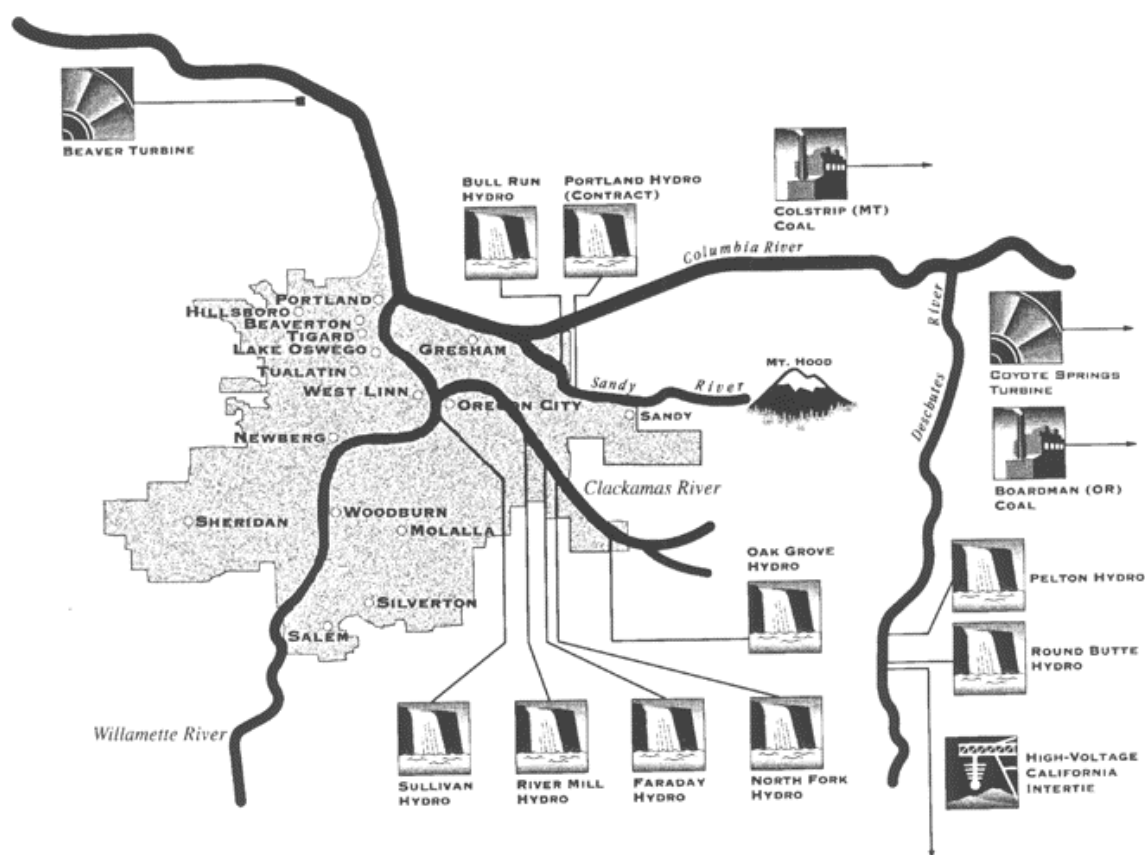 BEAVER TURBINE
BULL RUN
HYDRO
PORTLAND HYDRO
(CONTRACT)
COLSTRIP (MT)
COAL
Columbia River
River
Deschutes
PORTLAND
HILLSBORO
BEAVERTON
TIGARD
LAKE OSWEGO
TUALATIN
WEST LINN
GRESHAM
OREGON CITY
NEWBERG
Sandy River
MT. HOOD
SANDY
COYOTE SPRINGS
TURBINE
BOARDMAN (OR)
COAL
Clackamas River
SHERIDAN
WOODBURN
MOLALLA
SILVERTON
SALEM
OAK GROVE
HYDRO
PELTON HYDRO
ROUND BUTTE
HYDRO
Willamette River
SULLIVAN
HYDRO
RIVER MILL
HYDRO
FARADAY
HYDRO
NORTH FORK
HYDRO
HIGH-VOLTAGE
CALIFORNIA
INTERTIE